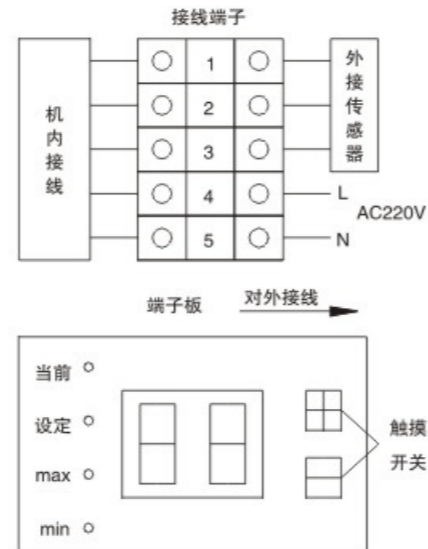 接线端子
机内接线
1
2
3
4
5
外接传感器
L
AC220V
N
端子板
对外接线
当前
设定
max
min
触摸
开关